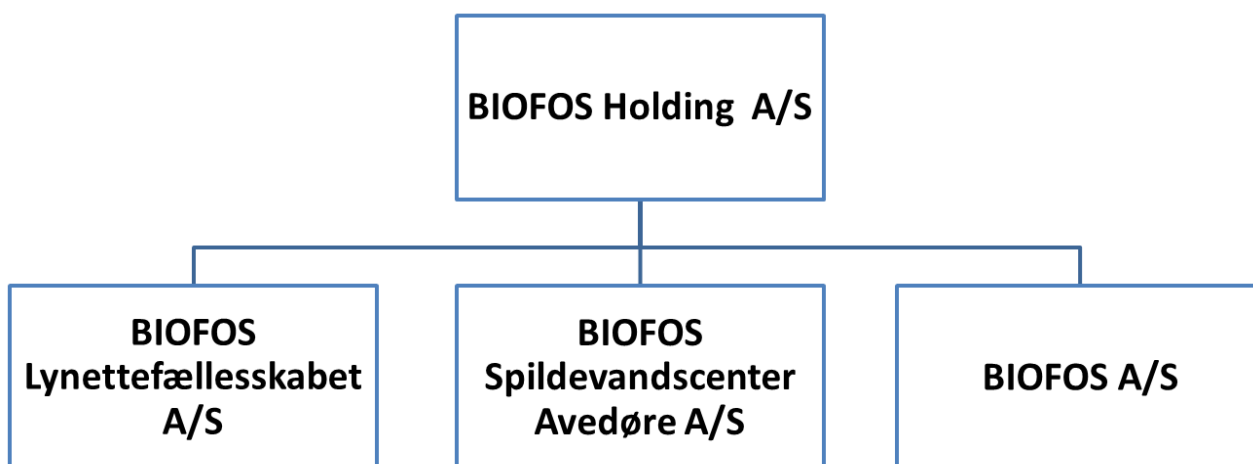 BIOFOS Holding A/S
BIOFOS
Lynettefællesskabet
A/S
BIOFOS
Spildevandscenter
Avedøre A/S
BIOFOS A/S